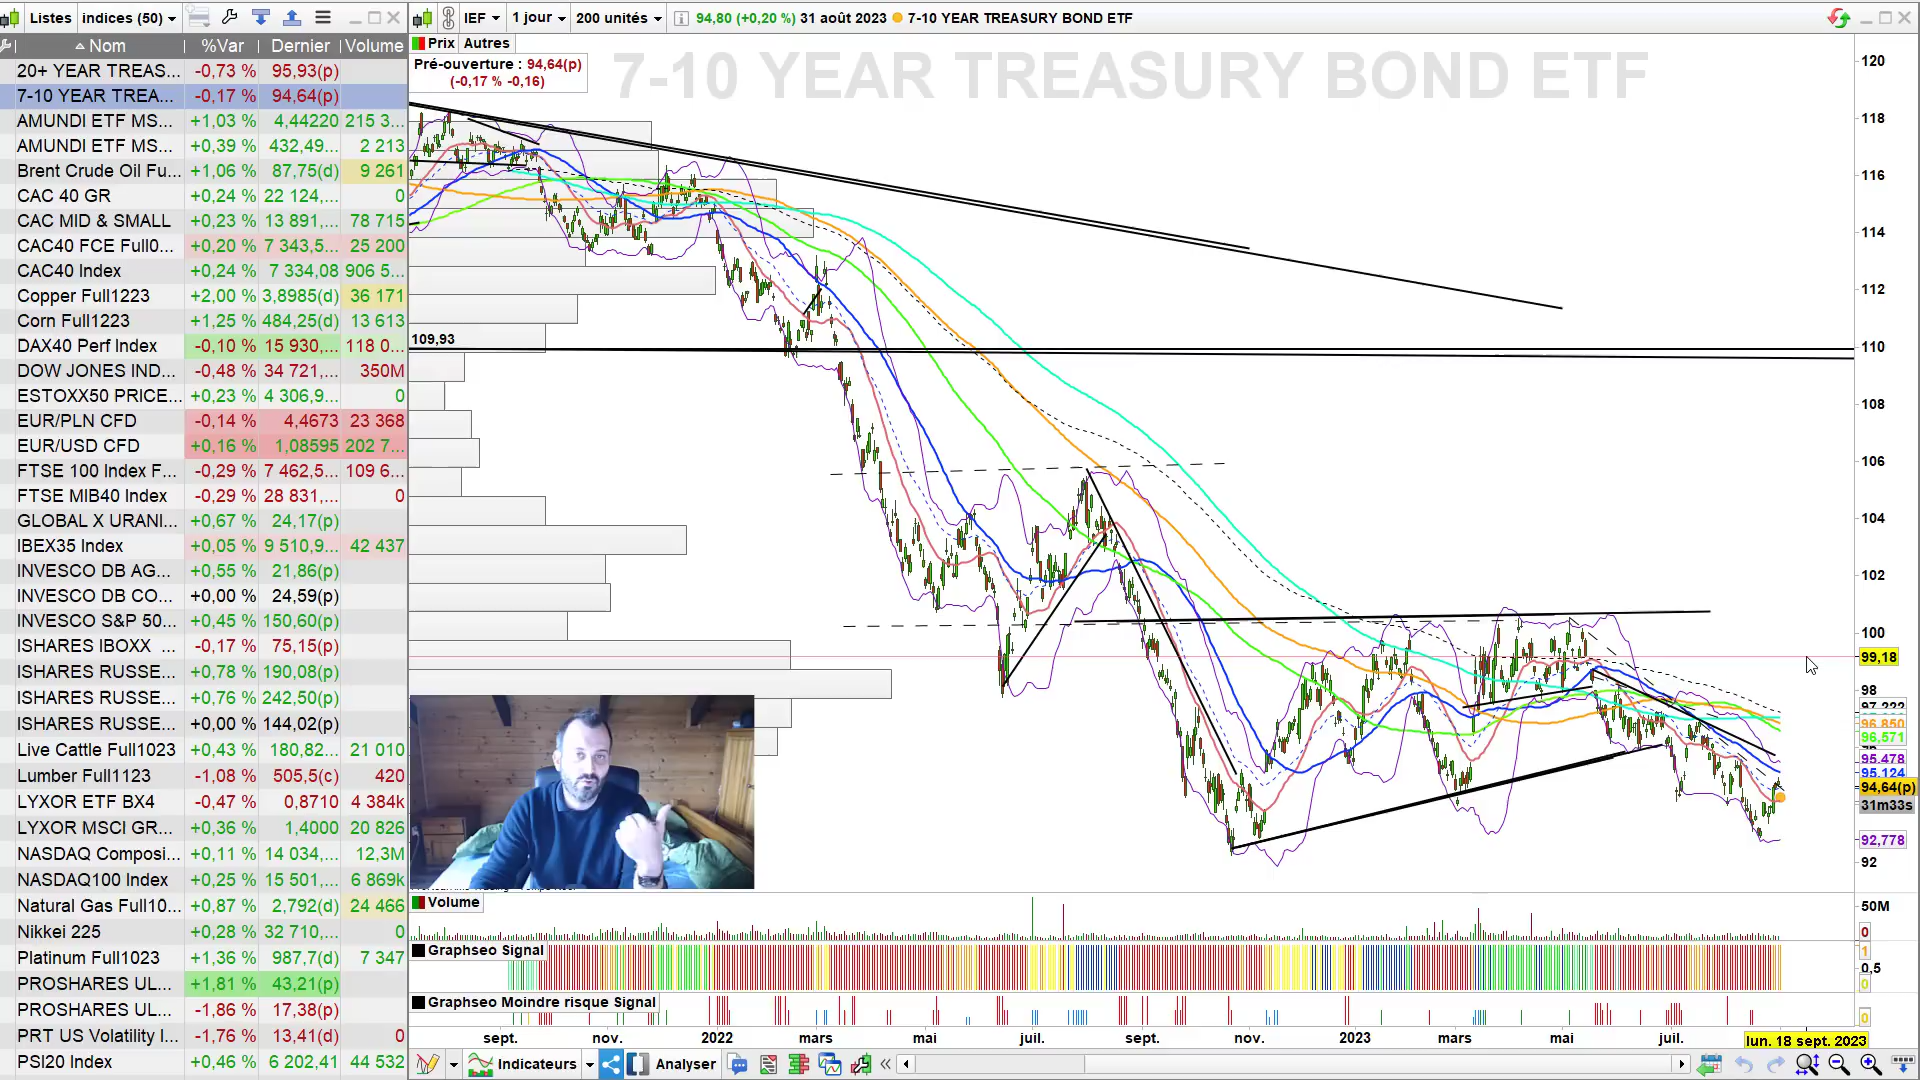 Listes indices (50)
Nom %Var Dernier Volume
20+ YEAR TREAS... -0,73 % 95,93(p)
7-10 YEAR TREA... -0,17 % 94,64(p)
AMUNDI ETF MS... +1,03 % 4,44220 215 3...
AMUNDI ETF MS... +0,39 % 432,49... 2 213
Brent Crude Oil Fu... +1,06 % 87,75(d) 9 261
CAC 40 GR +0,24 % 22 124,... 0
CAC MID & SMALL +0,23 % 13 891,... 78 715
CAC40 FCE Full0... +0,20 % 7 343,5... 25 200
CAC40 Index +0,24 % 7 334,08 906 5...
Copper Full1223 +2,00 % 3,8985(d) 36 171
Corn Full1223 +1,25 % 484,25(d) 13 613
DAX40 Perf Index -0,10 % 15 930,... 118 0...
DOW JONES IND... -0,48 % 34 721,... 350M
ESTOXX50 PRICE... +0,23 % 4 306,9... 0
EUR/PLN CFD -0,14 % 4,4673 23 368
EUR/USD CFD +0,16 % 1,08595 202 7...
FTSE 100 Index F... -0,29 % 7 462,5... 109 6...
FTSE MIB40 Index -0,29 % 28 831,... 0
GLOBAL X URANI... +0,67 % 24,17(p)
IBEX35 Index +0,05 % 9 510,9... 42 437
INVESCO DB AG... +0,55 % 21,86(p)
INVESCO DB CO... +0,00 % 24,59(p)
INVESCO S&P 50... +0,45 % 150,60(p)
ISHARES IBOXX ... -0,17 % 75,15(p)
ISHARES RUSSE... +0,78 % 190,08(p)
ISHARES RUSSE... +0,76 % 242,50(p)
ISHARES RUSSE... +0,00 % 144,02(p)
Live Cattle Full1023 +0,43 % 180,82... 21 010
Lumber Full1123 -1,08 % 505,5(c) 420
LYXOR ETF BX4 -0,47 % 0,8710 4 384k
LYXOR MSCI GR... +0,36 % 1,4000 20 826
NASDAQ Composi... +0,11 % 14 034,... 12,3M
NASDAQ100 Index +0,25 % 15 501,... 6 869k
Natural Gas Full10... +0,87 % 2,792(d) 24 466
Nikkei 225 +0,28 % 32 710,... 0
Platinum Full1023 +1,36 % 987,7(d) 7 347
PROSHARES UL... +1,81 % 43,21(p)
PROSHARES UL... -1,86 % 17,38(p)
PRT US Volatility I... -1,76 % 13,41(d) 0
PSI20 Index +0,46 % 6 202,41 44 532
IEF 1 jour 200 unités 94,80 (+0,20 %) 31 août 2023 7-10 YEAR TREASURY BOND ETF
Prix Autres
Pré-ouverture : 94,64(p)
(-0,17 % -0,16)
7-10 YEAR TREASURY BOND ETF
109,93
120
118
116
114
112
110
108
106
104
102
100
99,18
98
97,222
96,850
96,571
95,478
95,124
94,64(p)
31m33s
92,778
92
Volume
50M
0
Graphseo Signal
1
0,5
0
Graphseo Moindre risque Signal
0
sept. nov. 2022 mars mai juil. sept. nov. 2023 mars mai juil. lun. 18 sept. 2023
Indicateurs Analyser